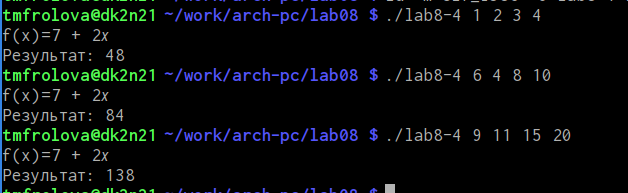 tmfrolova@dk2n21 ~/work/arch-pc/lab08 $ ./lab8-4 1 2 3 4
f(x)=7 + 2x
Результат: 48
tmfrolova@dk2n21 ~/work/arch-pc/lab08 $ ./lab8-4 6 4 8 10
f(x)=7 + 2x
Результат: 84
tmfrolova@dk2n21 ~/work/arch-pc/lab08 $ ./lab8-4 9 11 15 20
f(x)=7 + 2x
Результат: 138
tmfrolova@dk2n21 ~/work/arch-pc/lab08 $